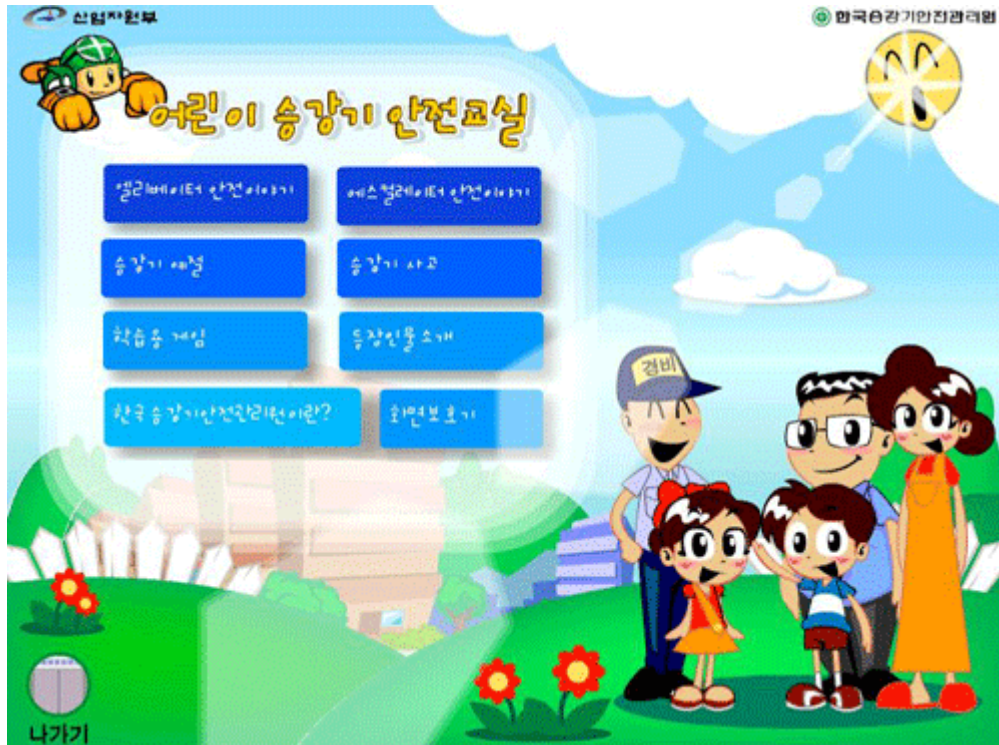 산업자원부
한국승강기안전관리원
어린이 승강기 안전교실
엘리베이터 안전이야기
에스컬레이터 안전이야기
승강기 예절
승강기 사고
학습용 게임
등장인물소개
한국승강기안전관리원이란?
화면보호기
경비
나가기